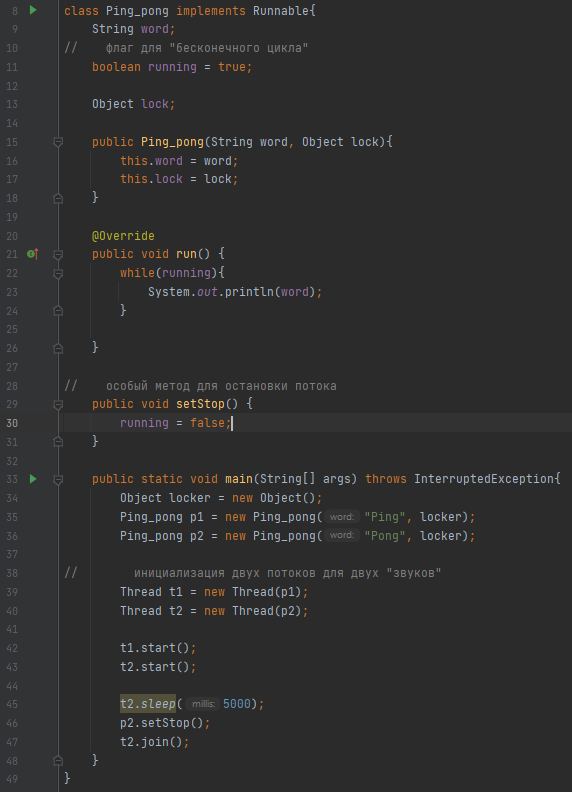 8 class Ping_pong implements Runnable{
9 String word;
10 // флаг для "бесконечного цикла"
11 boolean running = true;
12
13 Object lock;
14
15 public Ping_pong(String word, Object lock){
16 this.word = word;
17 this.lock = lock;
18 }
19
20 @Override
21 public void run() {
22 while(running){
23 System.out.println(word);
24 }
25
26 }
27
28 // особый метод для остановки потока
29 public void setStop() {
30 running = false;
31 }
32
33 public static void main(String[] args) throws InterruptedException{
34 Object locker = new Object();
35 Ping_pong p1 = new Ping_pong( word: "Ping", locker);
36 Ping_pong p2 = new Ping_pong( word: "Pong", locker);
37
38 // инициализация двух потоков для двух "звуков"
39 Thread t1 = new Thread(p1);
40 Thread t2 = new Thread(p2);
41
42 t1.start();
43 t2.start();
44
45 t2.sleep( millis: 5000);
46 p2.setStop();
47 t2.join();
48 }
49 }